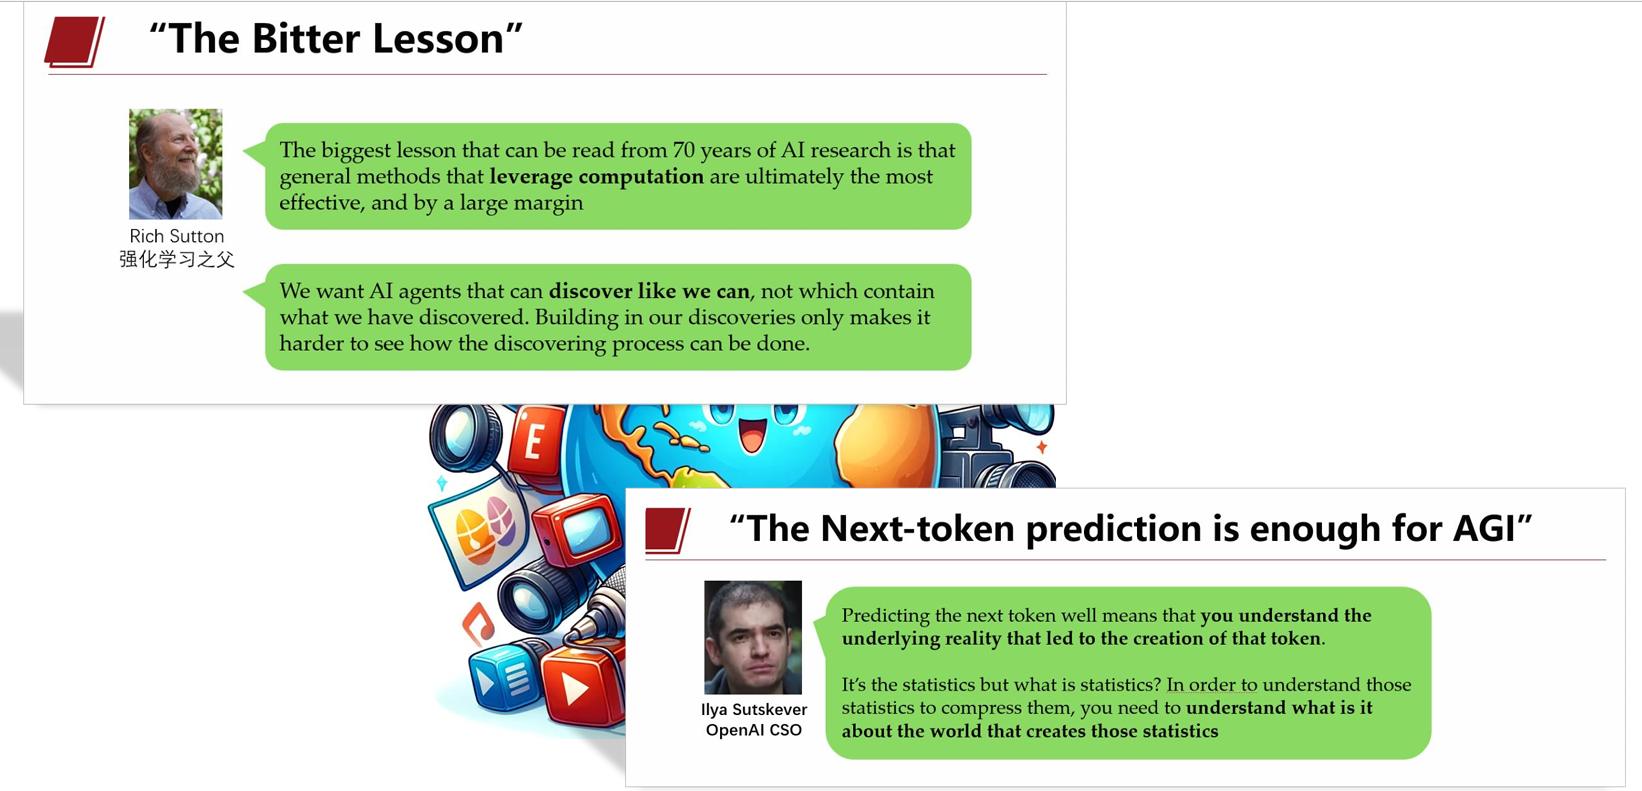 “The Bitter Lesson”
The biggest lesson that can be read from 70 years of AI research is that
general methods that leverage computation are ultimately the most
effective, and by a large margin
Rich Sutton
强化学习之父
We want AI agents that can discover like we can, not which contain
what we have discovered. Building in our discoveries only makes it
harder to see how the discovering process can be done.
E
“The Next-token prediction is enough for AGI”
Predicting the next token well means that you understand the
underlying reality that led to the creation of that token.
It’s the statistics but what is statistics? In order to understand those
statistics to compress them, you need to understand what is it
about the world that creates those statistics
Ilya Sutskever
OpenAI CSO